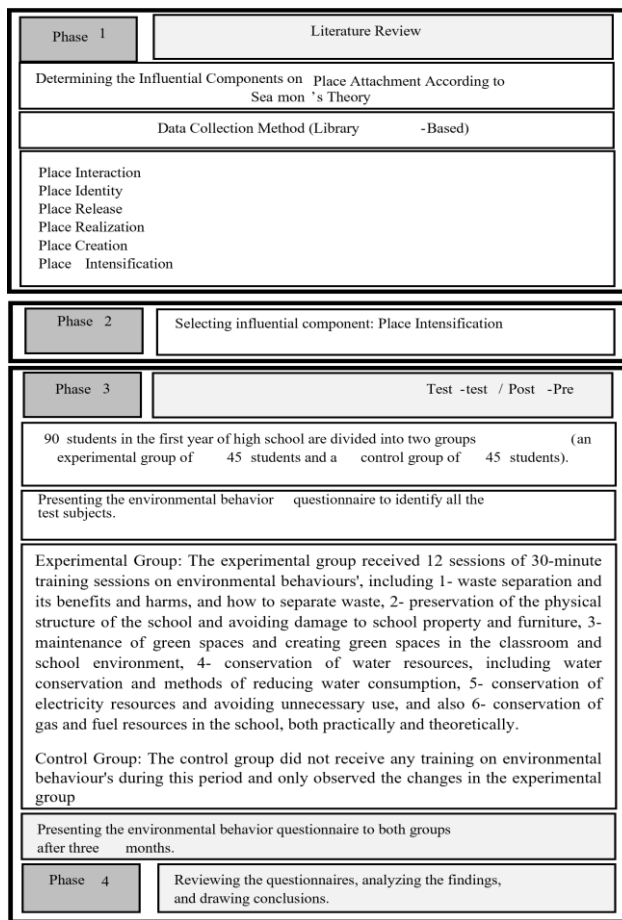 Phase 1
Literature Review
Determining the Influential Components on Place Attachment According to
Sea mon 's Theory
Data Collection Method (Library -Based)
Place Interaction
Place Identity
Place Release
Place Realization
Place Creation
Place Intensification
Phase 2
Selecting influential component: Place Intensification
Phase 3
Test -test / Post -Pre
90 students in the first year of high school are divided into two groups (an
experimental group of 45 students and a control group of 45 students).
Presenting the environmental behavior questionnaire to identify all the
test subjects.
Experimental Group: The experimental group received 12 sessions of 30-minute
training sessions on environmental behaviours', including 1- waste separation and
its benefits and harms, and how to separate waste, 2- preservation of the physical
structure of the school and avoiding damage to school property and furniture, 3-
maintenance of green spaces and creating green spaces in the classroom and
school environment, 4- conservation of water resources, including water
conservation and methods of reducing water consumption, 5- conservation of
electricity resources and avoiding unnecessary use, and also 6- conservation of
gas and fuel resources in the school, both practically and theoretically.
Control Group: The control group did not receive any training on environmental
behaviour's during this period and only observed the changes in the experimental
group
Presenting the environmental behavior questionnaire to both groups
after three months.
Phase 4
Reviewing the questionnaires, analyzing the findings,
and drawing conclusions.